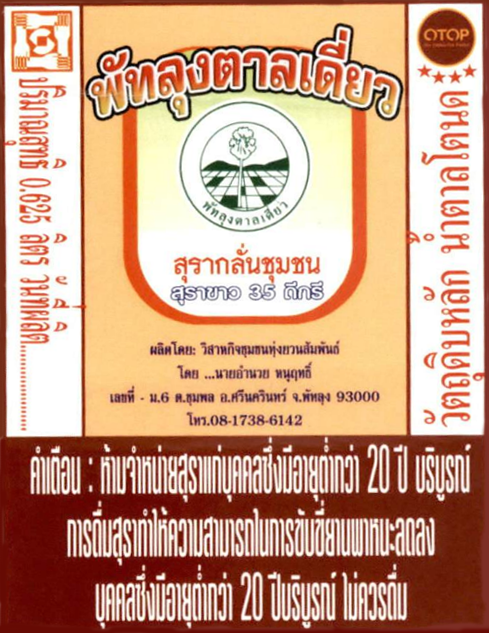 OTOP
พัทลุงตาลเดี่ยว
พัทลุงตาลเดี่ยว
สุรากลั่นชุมชน
สุราขาว 35 ดีกรี
ผลิตโดย: วิสาหกิจชุมชนทุ่งยวนสัมพันธ์
โดย ...นายอำนวย หนูฤทธิ์
เลขที่ - ม.6 ต.ชุมพล อ.ศรีนครินทร์ จ.พัทลุง 93000
โทร.08-1738-6142
ปริมาณสุทธิ 0.625 ลิตร วันที่ผลิต..................
วัตถุดิบหลัก น้ำตาลโตนด
คำเตือน : ห้ามจำหน่ายสุราแก่บุคคลซึ่งมีอายุต่ำกว่า 20 ปี บริบูรณ์
การดื่มสุราทำให้ความสามารถในการขับขี่ยานพาหนะลดลง
บุคคลซึ่งมีอายุต่ำกว่า 20 ปีบริบูรณ์ ไม่ควรดื่ม